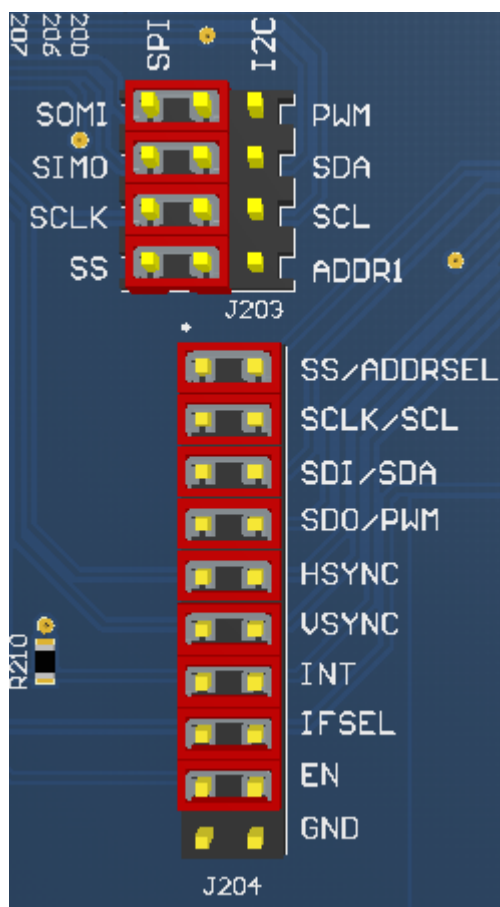 207
206
200
SPI I2C
SOMI PWM
SIMO SDA
SCLK SCL
SS ADDR1
J203
SS/ADDRSEL
SCLK/SCL
SDI/SDA
SDO/PWM
HSYNC
VSYNC
R210
INT
IFSEL
EN
GND
J204